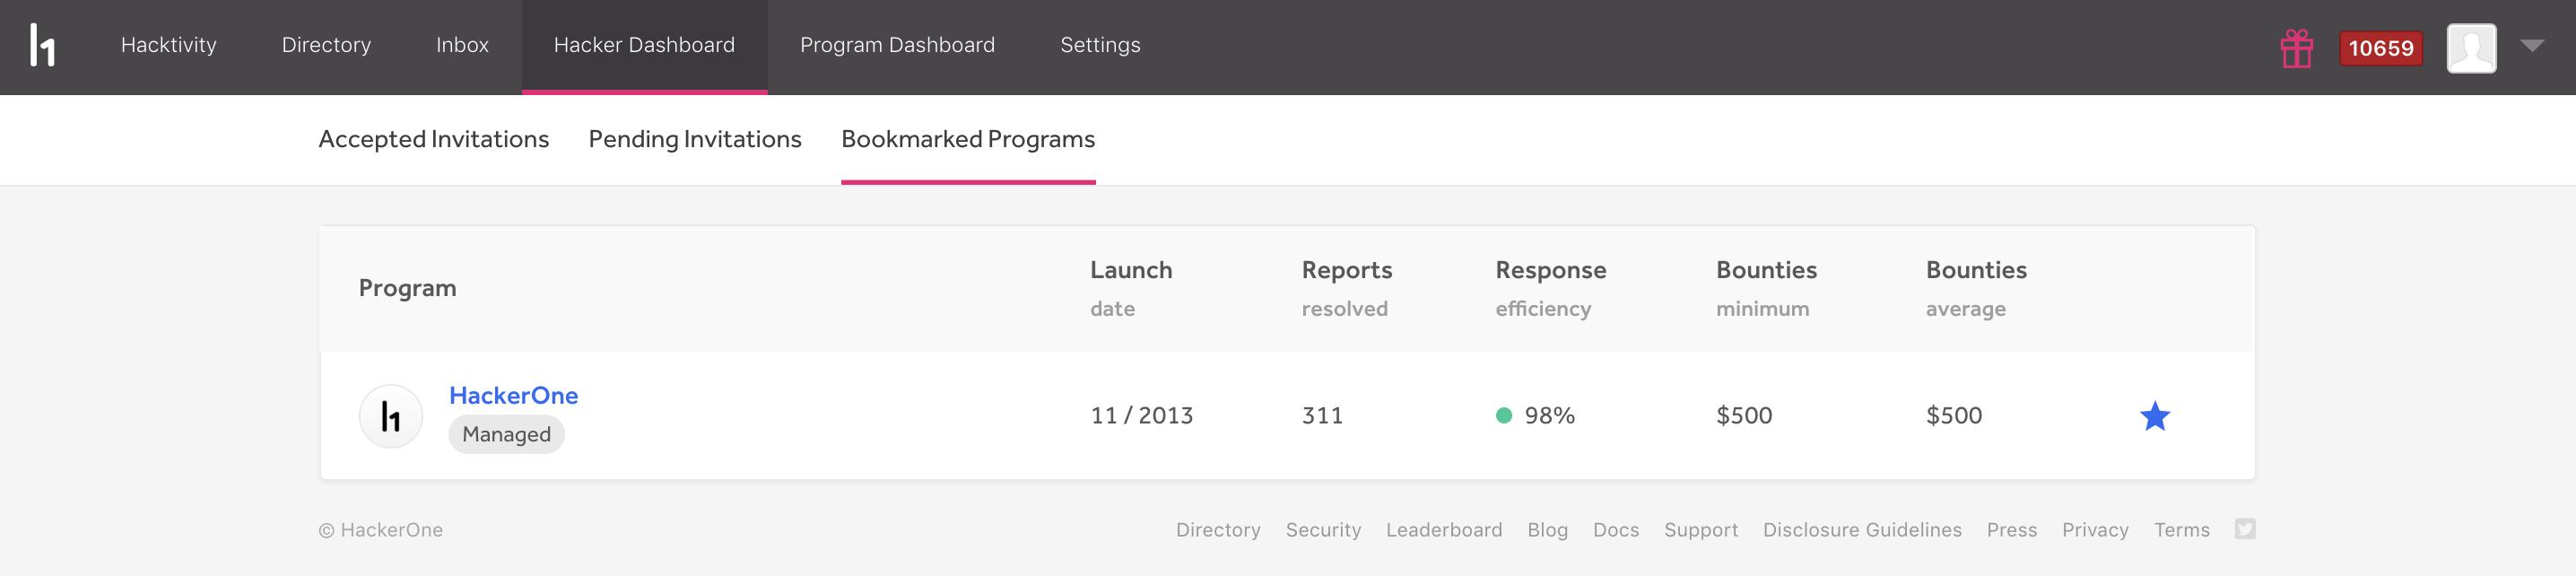 h1 Hacktivity Directory Inbox Hacker Dashboard Program Dashboard Settings 10659
Accepted Invitations Pending Invitations Bookmarked Programs
Program Launch Reports Response Bounties Bounties
date resolved efficiency minimum average
HackerOne
h1 11 / 2013 311 98% $500 $500
Managed
© HackerOne Directory Security Leaderboard Blog Docs Support Disclosure Guidelines Press Privacy Terms